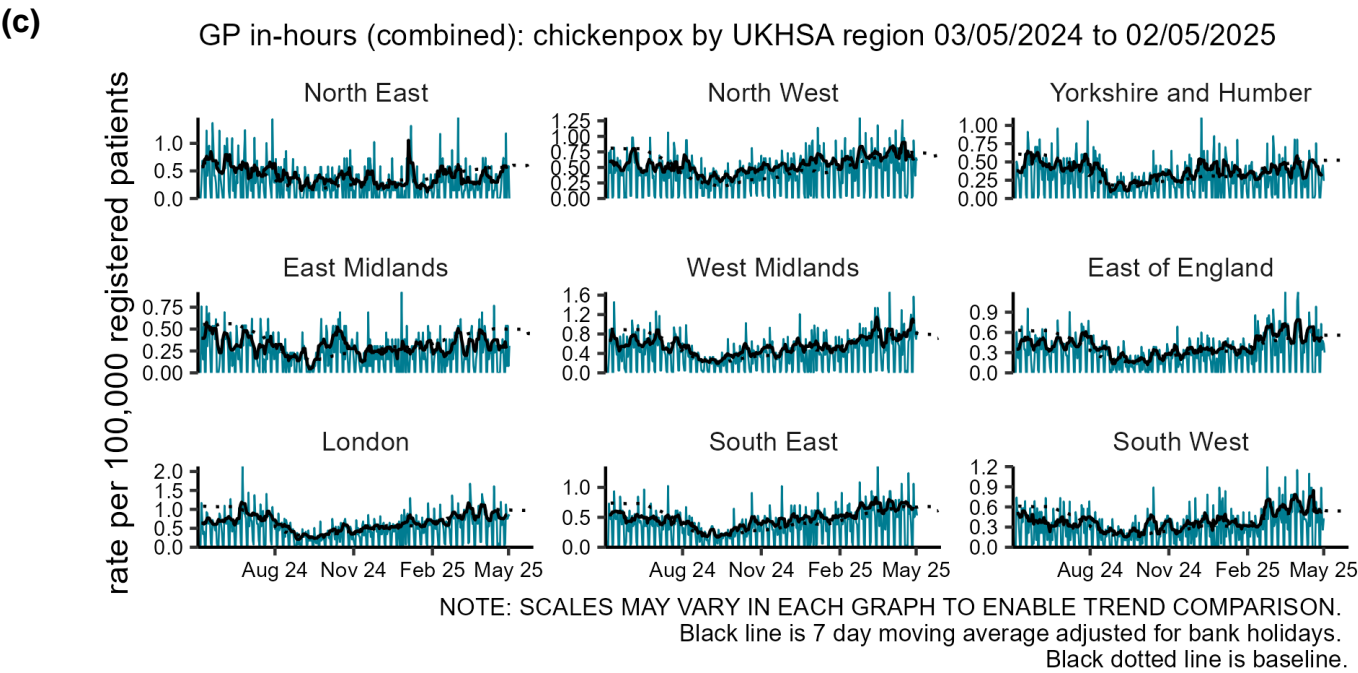 (c)
GP in-hours (combined): chickenpox by UKHSA region 03/05/2024 to 02/05/2025
rate per 100,000 registered patients
North East
1.0
0.5
0.0
North West
1.25
1.00
0.75
0.50
0.25
0.00
Yorkshire and Humber
1.00
0.75
0.50
0.25
0.00
East Midlands
0.75
0.50
0.25
0.00
West Midlands
1.6
1.2
0.8
0.4
0.0
East of England
0.9
0.6
0.3
0.0
London
2.0
1.5
1.0
0.5
0.0
Aug 24 Nov 24 Feb 25 May 25
South East
1.0
0.5
0.0
Aug 24 Nov 24 Feb 25 May 25
South West
1.2
0.9
0.6
0.3
0.0
Aug 24 Nov 24 Feb 25 May 25
NOTE: SCALES MAY VARY IN EACH GRAPH TO ENABLE TREND COMPARISON.
Black line is 7 day moving average adjusted for bank holidays.
Black dotted line is baseline.